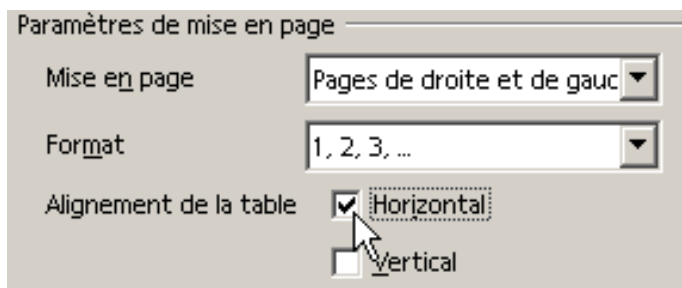 Paramètres de mise en page
Mise en page
Pages de droite et de gauc
Format
1, 2, 3, ...
Alignement de la table
Horizontal
Vertical